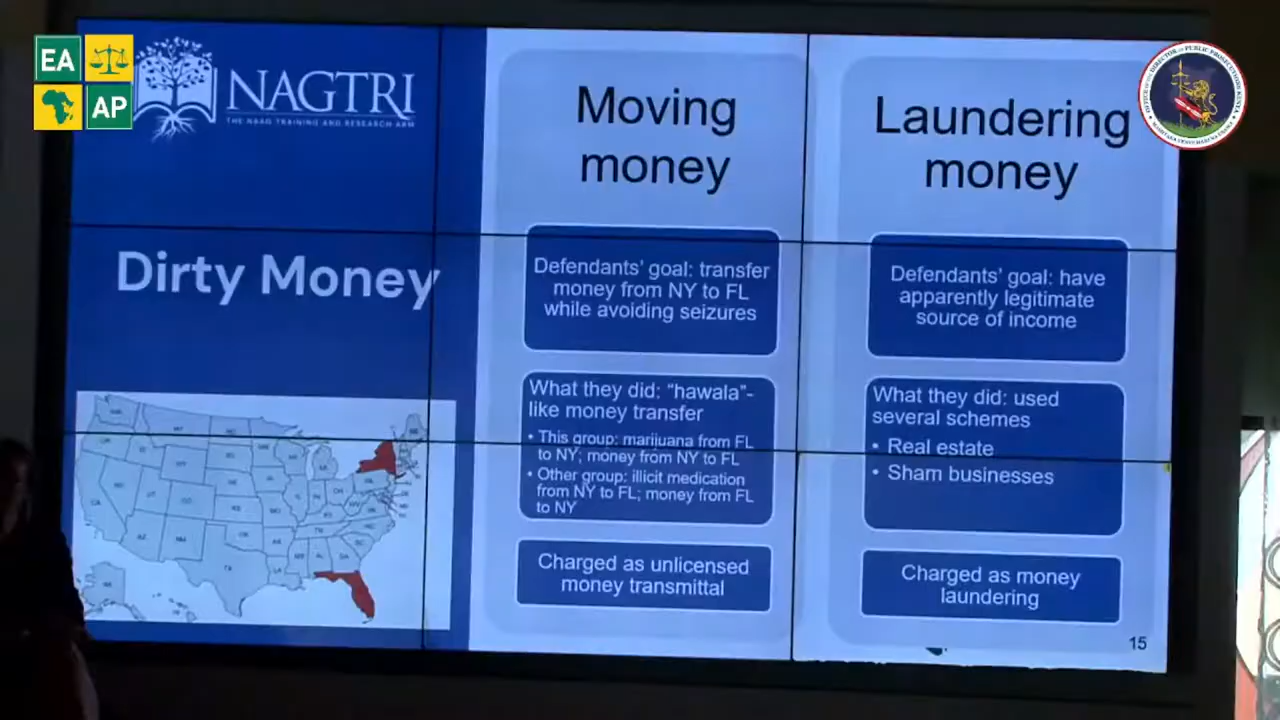 EA
AP
NAGTRI
THE NAAG TRAINING AND RESEARCH ARM
Dirty Money
Moving
money
Defendants' goal: transfer
money from NY to FL
while avoiding seizures
What they did: "hawala"-
like money transfer
• This group: marijuana from FL
to NY; money from NY to FL
• Other group: illicit medication
from NY to FL; money from FL
to NY
Charged as unlicensed
money transmittal
Laundering
money
Defendants' goal: have
apparently legitimate
source of income
What they did: used
several schemes
• Real estate
• Sham businesses
Charged as money
laundering
15